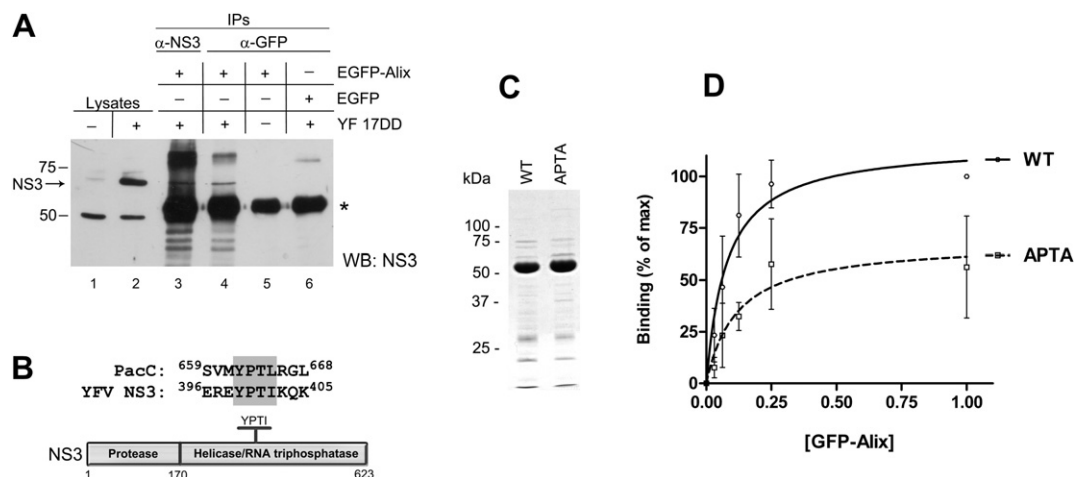 A
IPs
α-NS3 α-GFP
+ + + – EGFP-Alix
– – – + EGFP
Lysates
– + + + – + YF 17DD
75
NS3
50
*
WB: NS3
1 2 3 4 5 6
B
PacC: 659SVMYPTLRGL668
YFV NS3: 396EREYPTIKQK405
YPTI
NS3 Protease Helicase/RNA triphosphatase
1 170 623
C
WT APTA
kDa
100 -
75 -
50 -
37 -
25 -
D
WT
APTA
Binding (% of max)
100
75
50
25
0
0.00 0.25 0.50 0.75 1.00
[GFP-Alix]